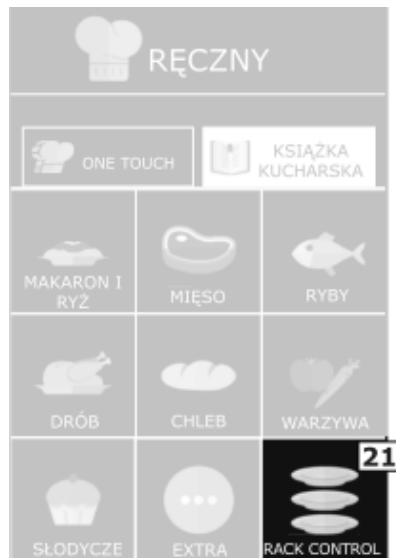 RĘCZNY
ONE TOUCH
KSIĄŻKA
KUCHARSKA
MAKARON I
RYŻ
MIĘSO
RYBY
DRÓB
CHLEB
WARZYWA
21
SŁODYCZE
EXTRA
RACK CONTROL